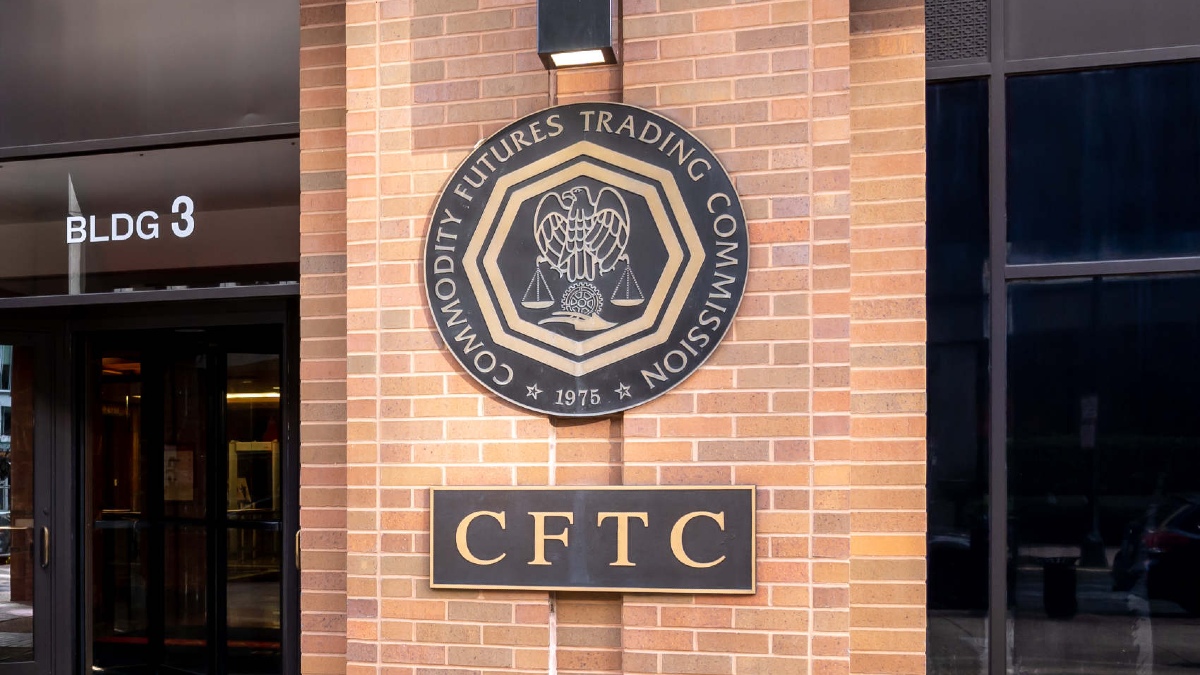 BLDG 3
COMMODITY FUTURES TRADING COMMISSION
1975
CFTC